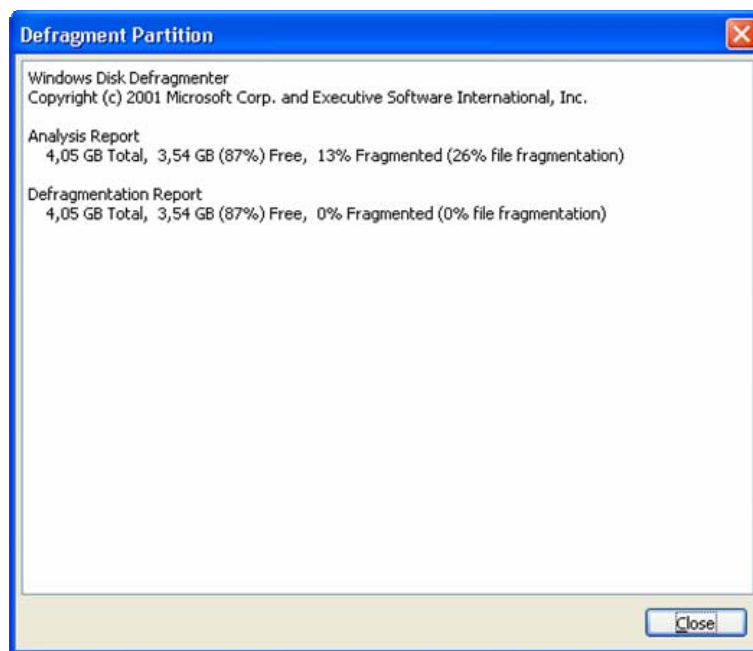 Defragment Partition
Windows Disk Defragmenter
Copyright (c) 2001 Microsoft Corp. and Executive Software International, Inc.
Analysis Report
4,05 GB Total, 3,54 GB (87%) Free, 13% Fragmented (26% file fragmentation)
Defragmentation Report
4,05 GB Total, 3,54 GB (87%) Free, 0% Fragmented (0% file fragmentation)
Close